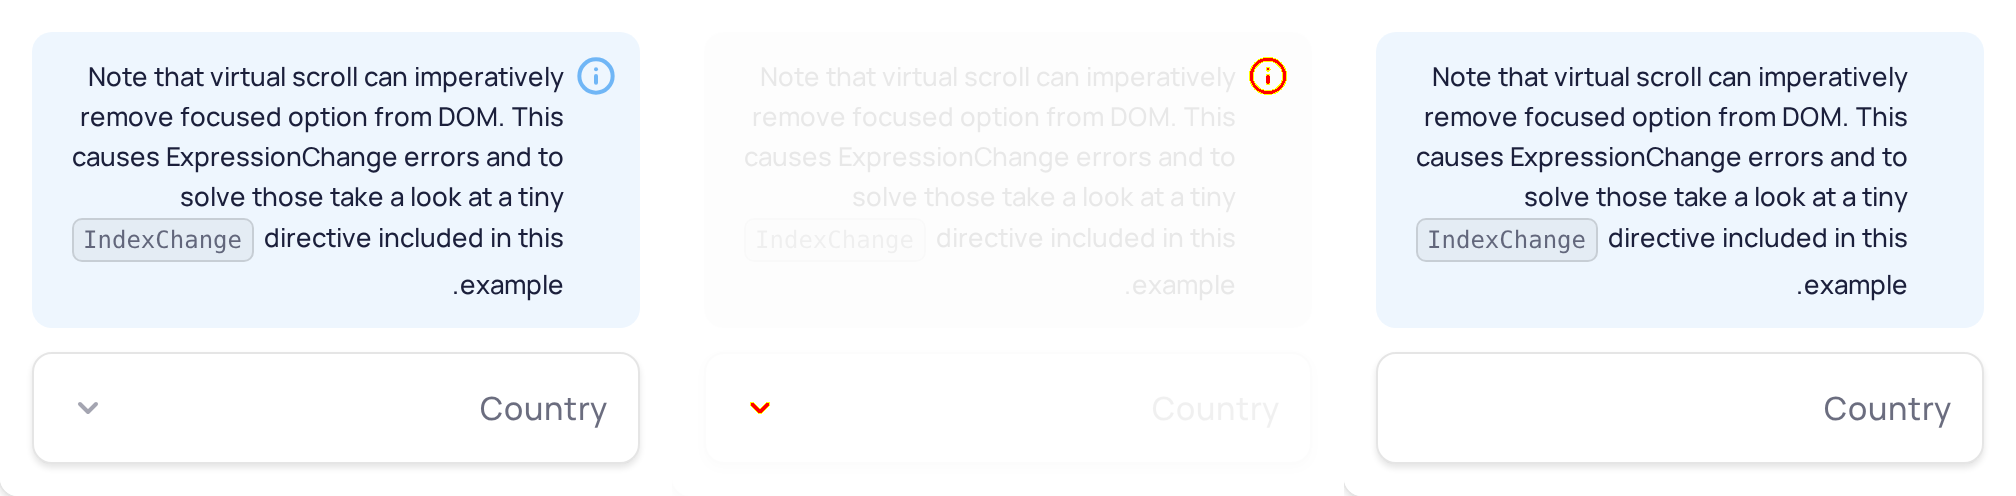 Note that virtual scroll can imperatively
remove focused option from DOM. This
causes ExpressionChange errors and to
solve those take a look at a tiny
IndexChange directive included in this
.example
Country
Note that virtual scroll can imperatively
remove focused option from DOM. This
causes ExpressionChange errors and to
solve those take a look at a tiny
IndexChange directive included in this
.example
Country
Note that virtual scroll can imperatively
remove focused option from DOM. This
causes ExpressionChange errors and to
solve those take a look at a tiny
IndexChange directive included in this
.example
Country